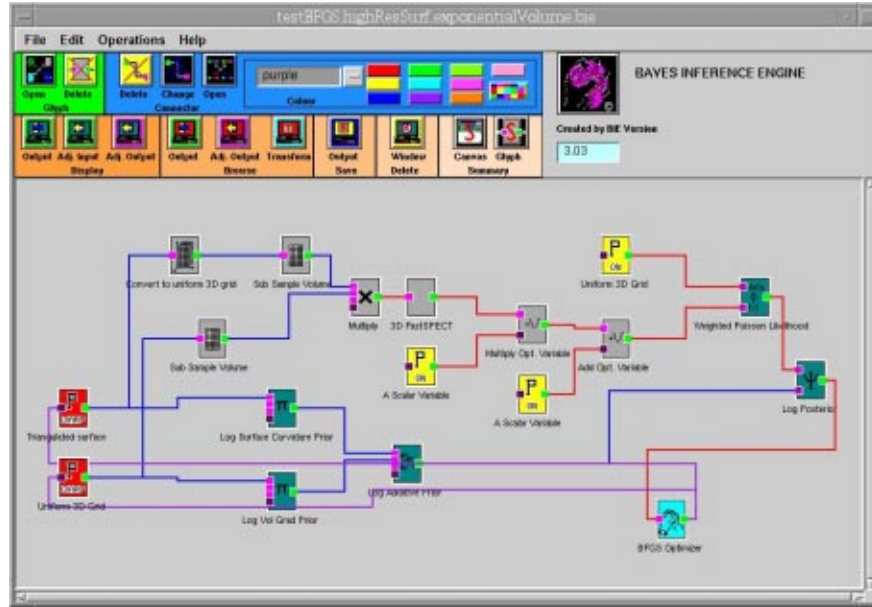 testBFGS.highResSurf.exponentialVolume.bie
File Edit Operations Help
Open Delete
Glyph
Delete Change Open
Connector
purple
Colour
BAYES INFERENCE ENGINE
Created by BIE Version
3.03
Output Adj. Input Adj. Output
Display
Output Adj. Output Transform
Browse
Output
Save
Window
Delete
Canvas Glyph
Summary
Convert to uniform 3D grid
Sub Sample Volume
P
ON
Uniform 3D Grid
Multiply
3D FastSPECT
Multiply Opt. Variable
Add Opt. Variable
Weighted Poisson Likelihood
Sub Sample Volume
P
ON
A Scalar Variable
P
ON
A Scalar Variable
Log Posterior
P
Triangulated surface
Log Surface Curvature Prior
P
Uniform 3D Grid
Log Vol Grad Prior
Log Additive Prior
BFGS Optimizer